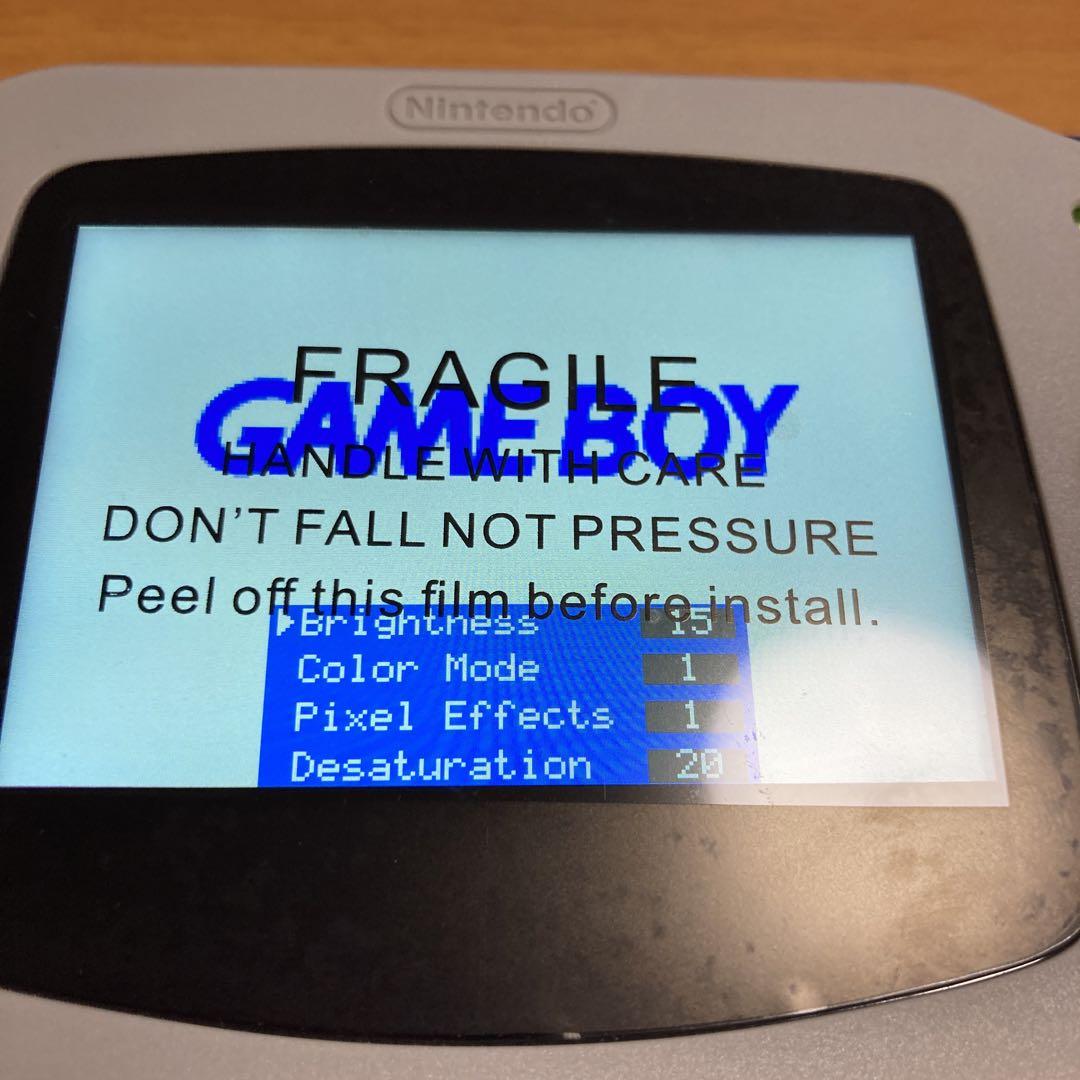 Nintendo®
FRAGILE
GAME BOY
HANDLE WITH CARE
DON'T FALL NOT PRESSURE
Peel off this film before install.
▶Brightness 15
Color Mode 1
Pixel Effects 1
Desaturation 20